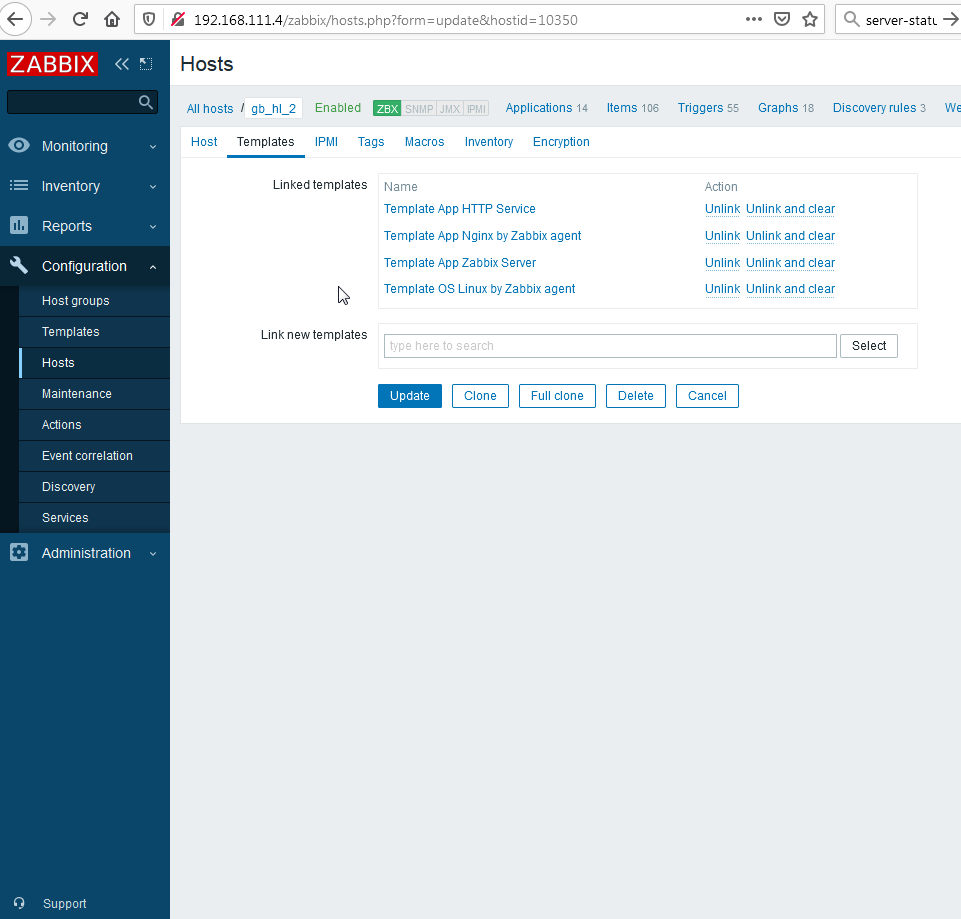 192.168.111.4/zabbix/hosts.php?form=update&hostid=10350
server-statu
ZABBIX
Hosts
All hosts / gb_hl_2 Enabled ZBX SNMP JMX IPMI Applications 14 Items 106 Triggers 55 Graphs 18 Discovery rules 3 We
Host Templates IPMI Tags Macros Inventory Encryption
Monitoring
Inventory
Reports
Configuration
Host groups
Templates
Hosts
Maintenance
Actions
Event correlation
Discovery
Services
Administration
Support
Linked templates
Name Action
Template App HTTP Service Unlink Unlink and clear
Template App Nginx by Zabbix agent Unlink Unlink and clear
Template App Zabbix Server Unlink Unlink and clear
Template OS Linux by Zabbix agent Unlink Unlink and clear
Link new templates
type here to search Select
Update Clone Full clone Delete Cancel